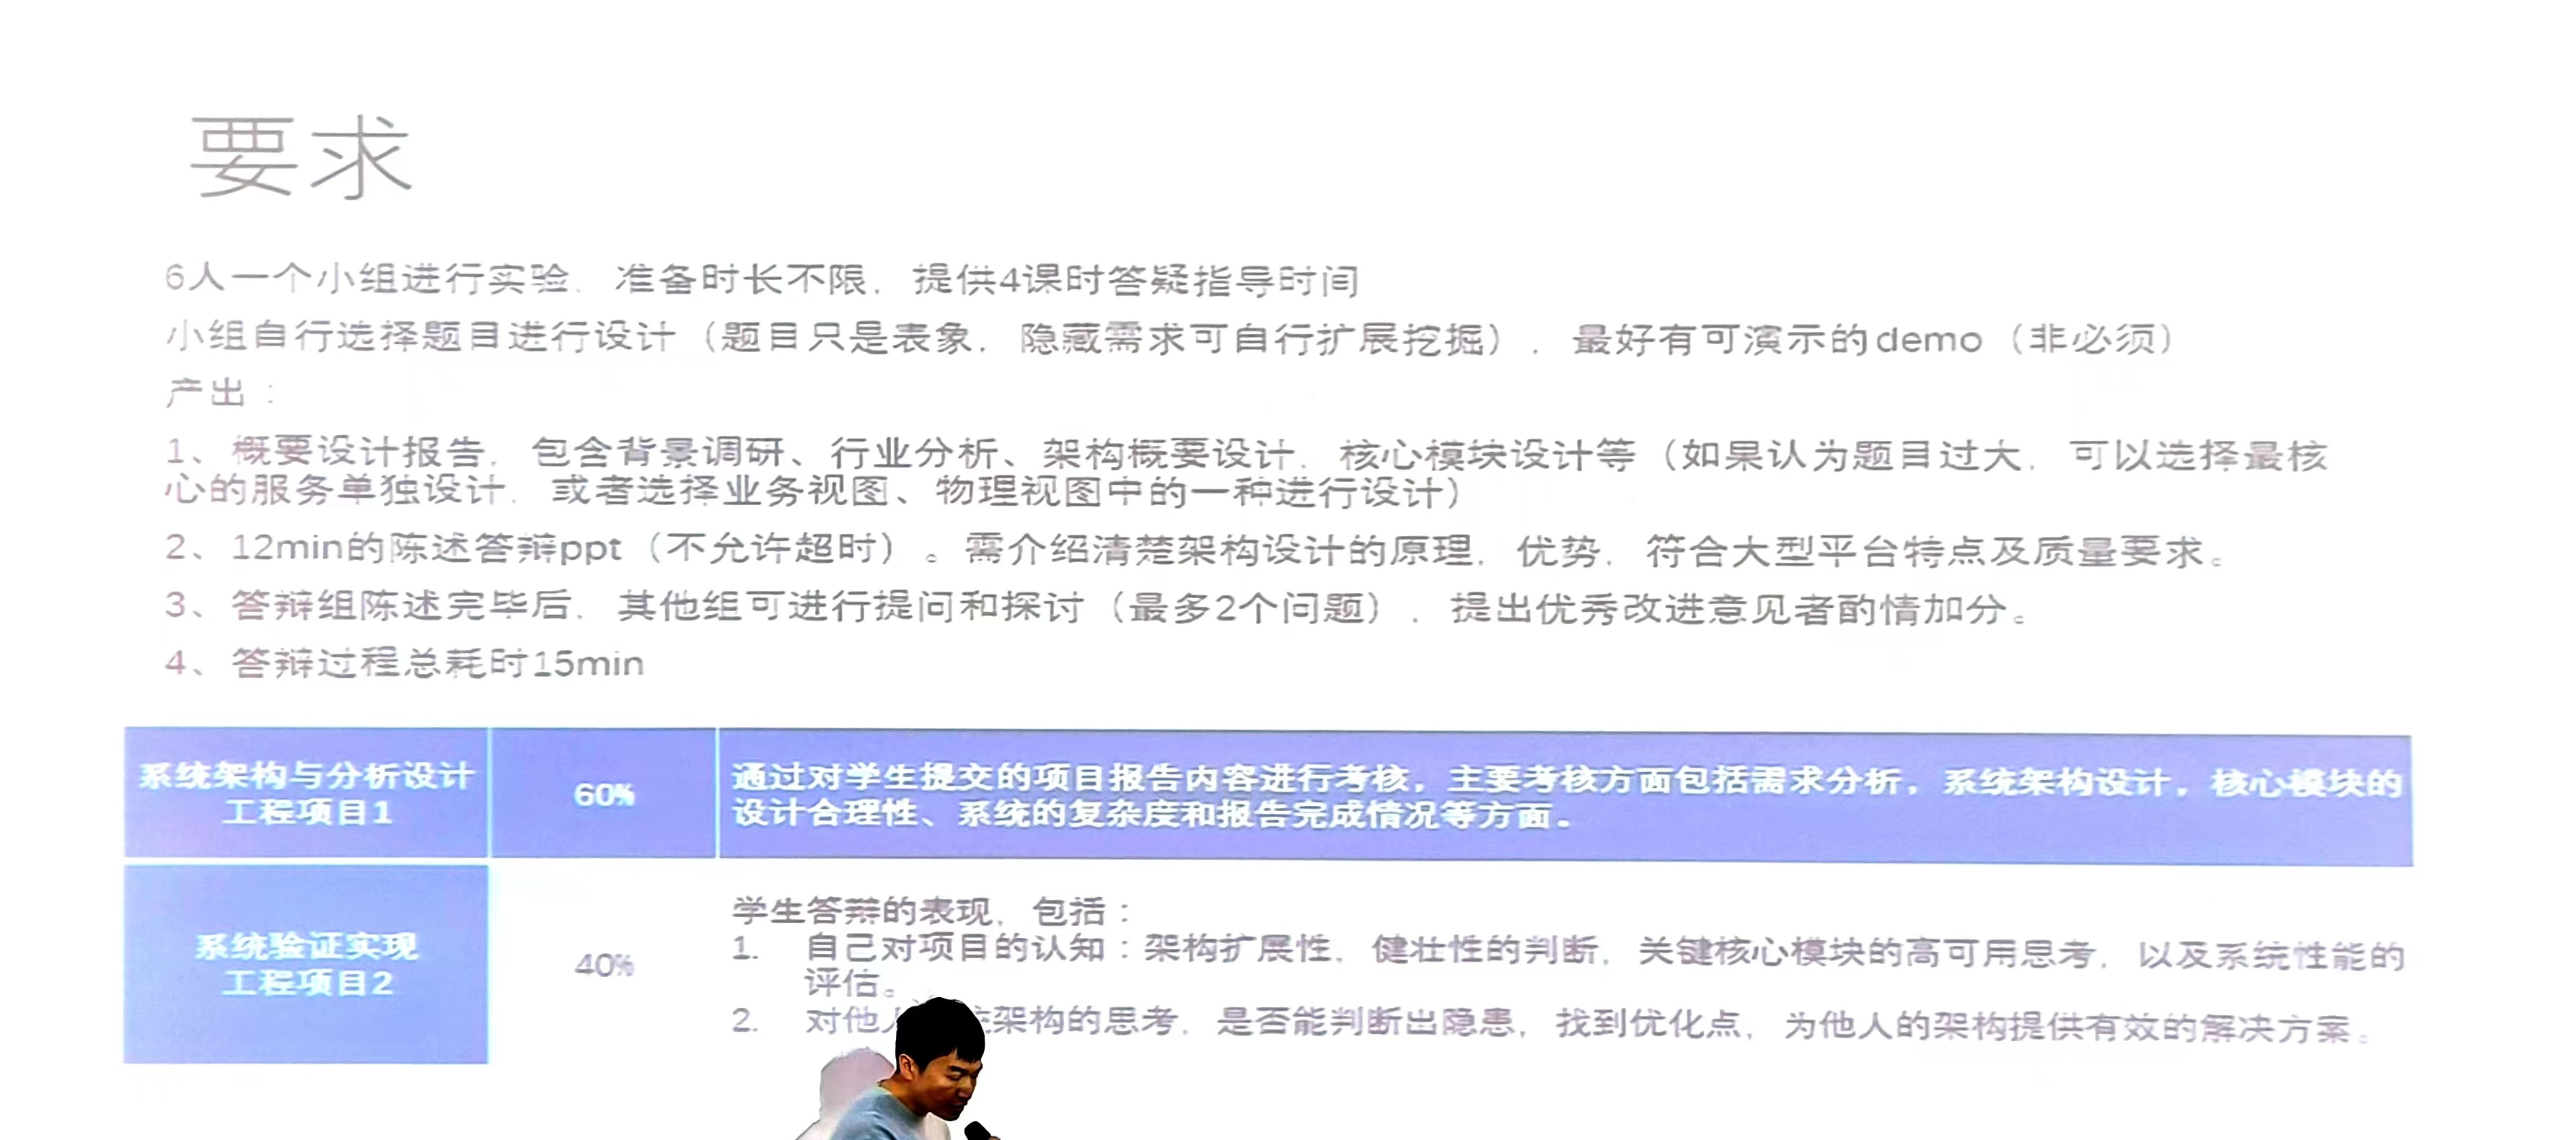 要求
6人一个小组进行实验，准备时长不限，提供4课时答疑指导时间
小组自行选择题目进行设计（题目只是表象，隐藏需求可自行扩展挖掘），最好有可演示的demo（非必须）
产出：
1、概要设计报告，包含背景调研、行业分析、架构概要设计，核心模块设计等（如果认为题目过大，可以选择最核
心的服务单独设计，或者选择业务视图、物理视图中的一种进行设计）
2、12min的陈述答辩ppt（不允许超时）。需介绍清楚架构设计的原理，优势，符合大型平台特点及质量要求。
3、答辩组陈述完毕后，其他组可进行提问和探讨（最多2个问题），提出优秀改进意见者酌情加分。
4、答辩过程总耗时15min
系统架构与分析设计
工程项目1
60%
通过对学生提交的项目报告内容进行考核，主要考核方面包括需求分析，系统架构设计，核心模块的
设计合理性、系统的复杂度和报告完成情况等方面。
系统验证实现
工程项目2
40%
学生答辩的表现，包括：
1. 自己对项目的认知：架构扩展性，健壮性的判断，关键核心模块的高可用思考，以及系统性能的
评估。
2. 对他 架构的思考，是否能判断出隐患，找到优化点，为他人的架构提供有效的解决方案。